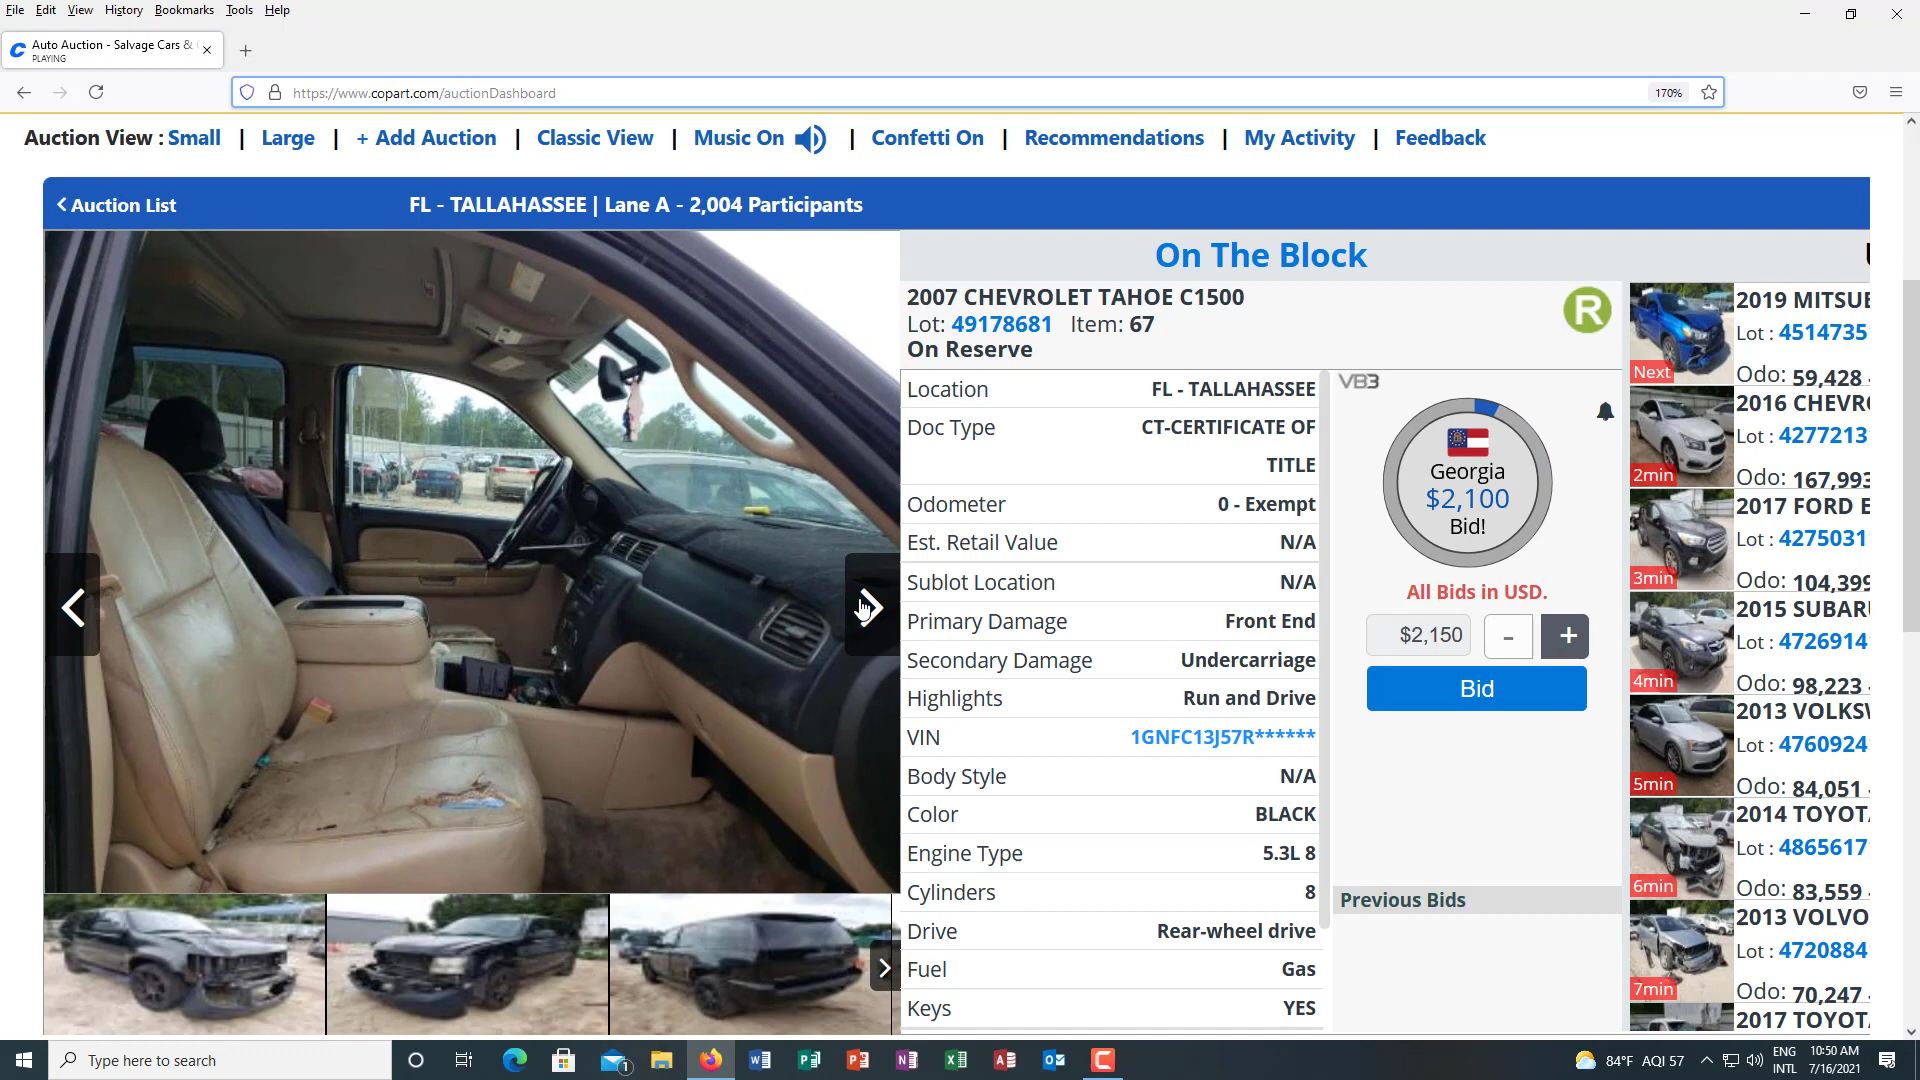 File Edit View History Bookmarks Tools Help
Auto Auction - Salvage Cars &
PLAYING
https://www.copart.com/auctionDashboard
170%
Auction View : Small | Large | + Add Auction | Classic View | Music On | Confetti On | Recommendations | My Activity | Feedback
Auction List
FL - TALLAHASSEE | Lane A - 2,004 Participants
On The Block
2007 CHEVROLET TAHOE C1500
Lot: 49178681 Item: 67
On Reserve
R
Location FL - TALLAHASSEE
Doc Type CT-CERTIFICATE OF
TITLE
Odometer 0 - Exempt
Est. Retail Value N/A
Sublot Location N/A
Primary Damage Front End
Secondary Damage Undercarriage
Highlights Run and Drive
VIN 1GNFC13J57R******
Body Style N/A
Color BLACK
Engine Type 5.3L 8
Cylinders 8
Drive Rear-wheel drive
Fuel Gas
Keys YES
VB3
Georgia
$2,100
Bid!
All Bids in USD.
$2,150 - +
Bid
Previous Bids
2019 MITSUB
Lot : 4514735
Next
Odo: 59,428
2016 CHEVR
Lot : 4277213
2min
Odo: 167,993
2017 FORD E
Lot : 4275031
3min
Odo: 104,399
2015 SUBARU
Lot : 4726914
4min
Odo: 98,223
2013 VOLKSW
Lot : 4760924
5min
Odo: 84,051
2014 TOYOTA
Lot : 4865617
6min
Odo: 83,559
2013 VOLVO
Lot : 4720884
7min
Odo: 70,247
2017 TOYOTA
Type here to search
84°F AQI 57
ENG
INTL
10:50 AM
7/16/2021